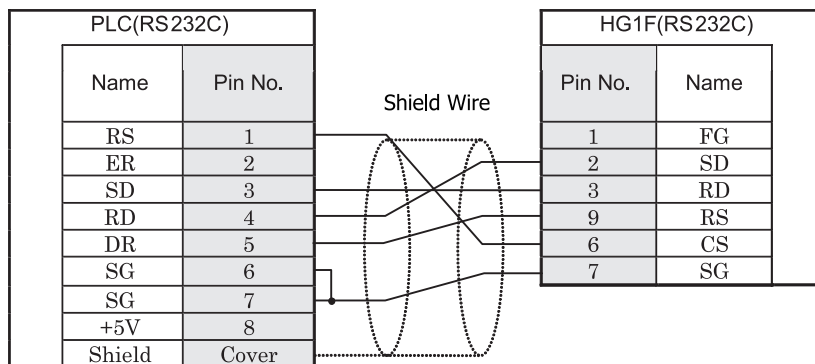 PLC(RS232C)
HG1F(RS232C)
Name Pin No.
Pin No. Name
Shield Wire
RS 1
ER 2
SD 3
RD 4
DR 5
SG 6
SG 7
+5V 8
Shield Cover
1 FG
2 SD
3 RD
9 RS
6 CS
7 SG